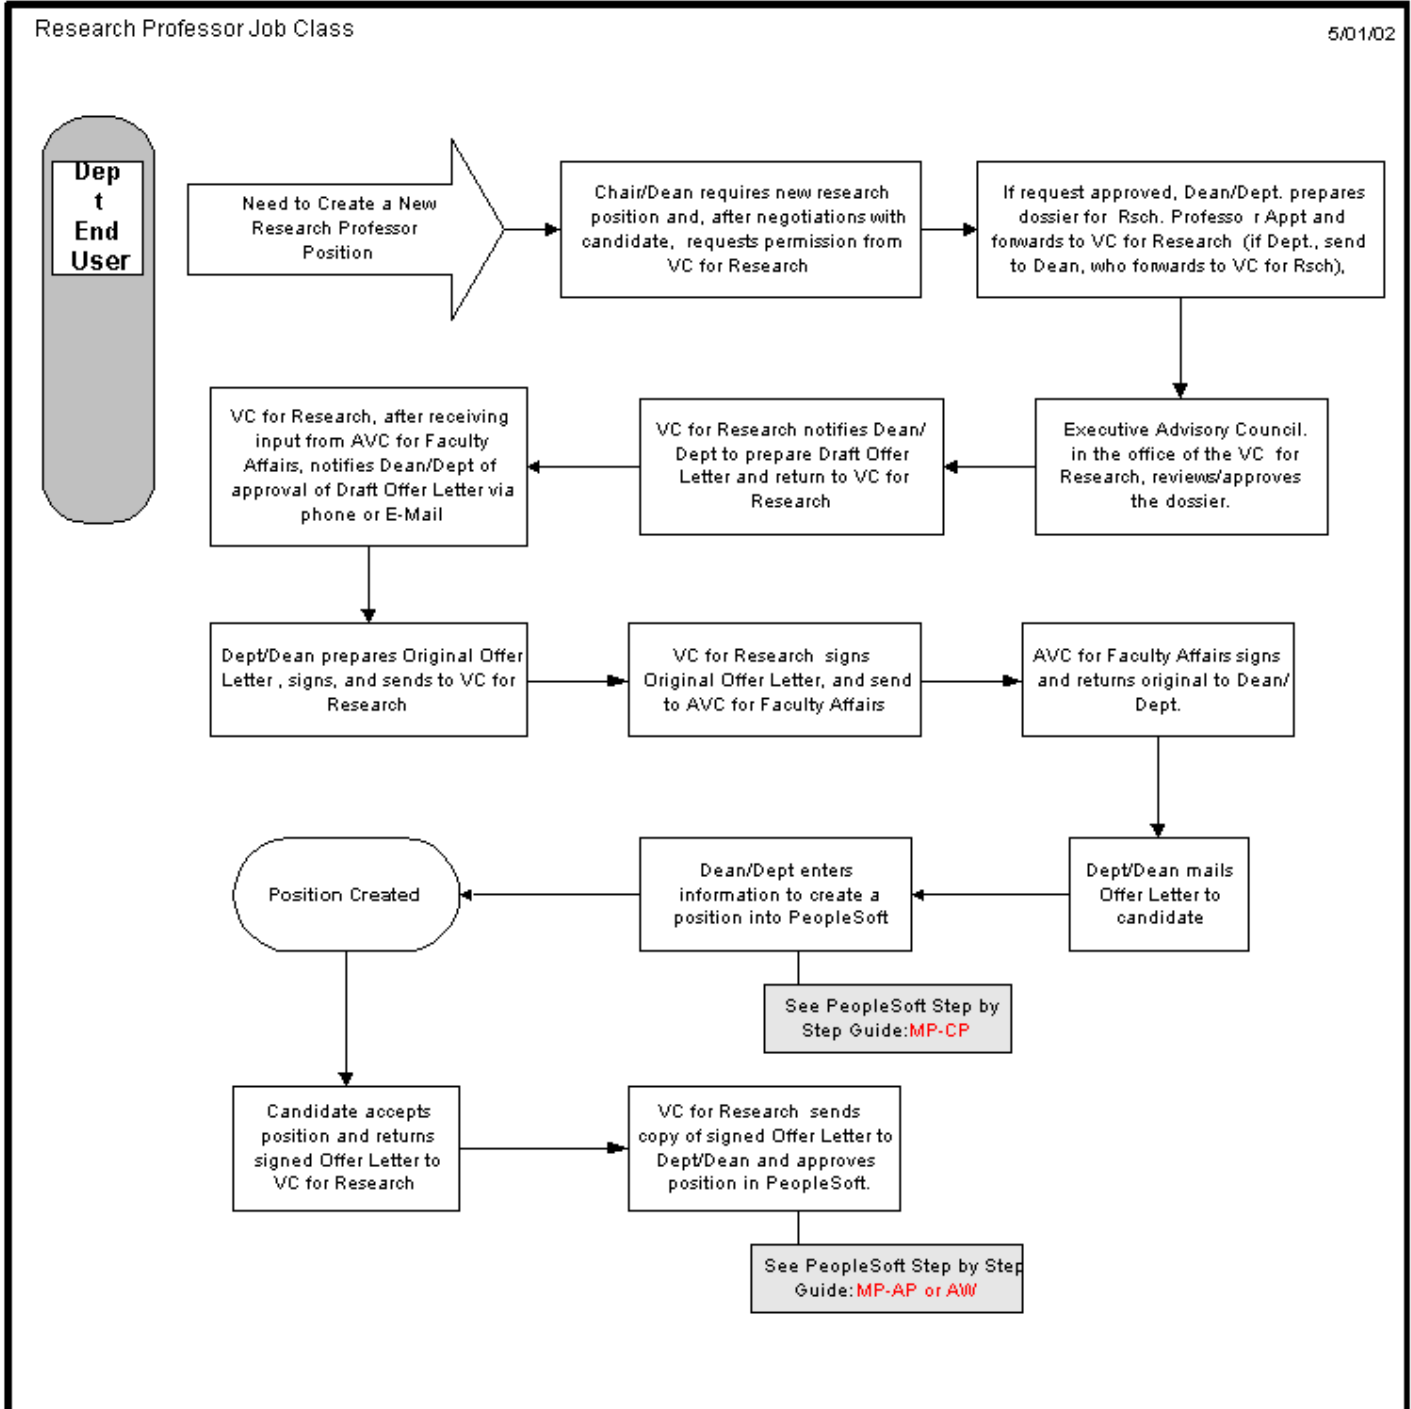 Research Professor Job Class
5/01/02
Dep
t
End
User
Need to Create a New
Research Professor
Position
Chair/Dean requires new research
position and, after negotiations with
candidate, requests permission from
VC for Research
If request approved, Dean/Dept. prepares
dossier for Rsch. Professo r Appt and
forwards to VC for Research (if Dept., send
to Dean, who forwards to VC for Rsch),
VC for Research, after receiving
input from AVC for Faculty
Affairs, notifies Dean/Dept of
approval of Draft Offer Letter via
phone or E-Mail
VC for Research notifies Dean/
Dept to prepare Draft Offer
Letter and return to VC for
Research
Executive Advisory Council.
in the office of the VC for
Research, reviews/approves
the dossier.
Dept/Dean prepares Original Offer
Letter , signs, and sends to VC for
Research
VC for Research signs
Original Offer Letter, and send
to AVC for Faculty Affairs
AVC for Faculty Affairs signs
and returns original to Dean/
Dept.
Position Created
Dean/Dept enters
information to create a
position into PeopleSoft
Dept/Dean mails
Offer Letter to
candidate
See PeopleSoft Step by
Step Guide:MP-CP
Candidate accepts
position and returns
signed Offer Letter to
VC for Research
VC for Research sends
copy of signed Offer Letter to
Dept/Dean and approves
position in PeopleSoft.
See PeopleSoft Step by Step
Guide: MP-AP or AW